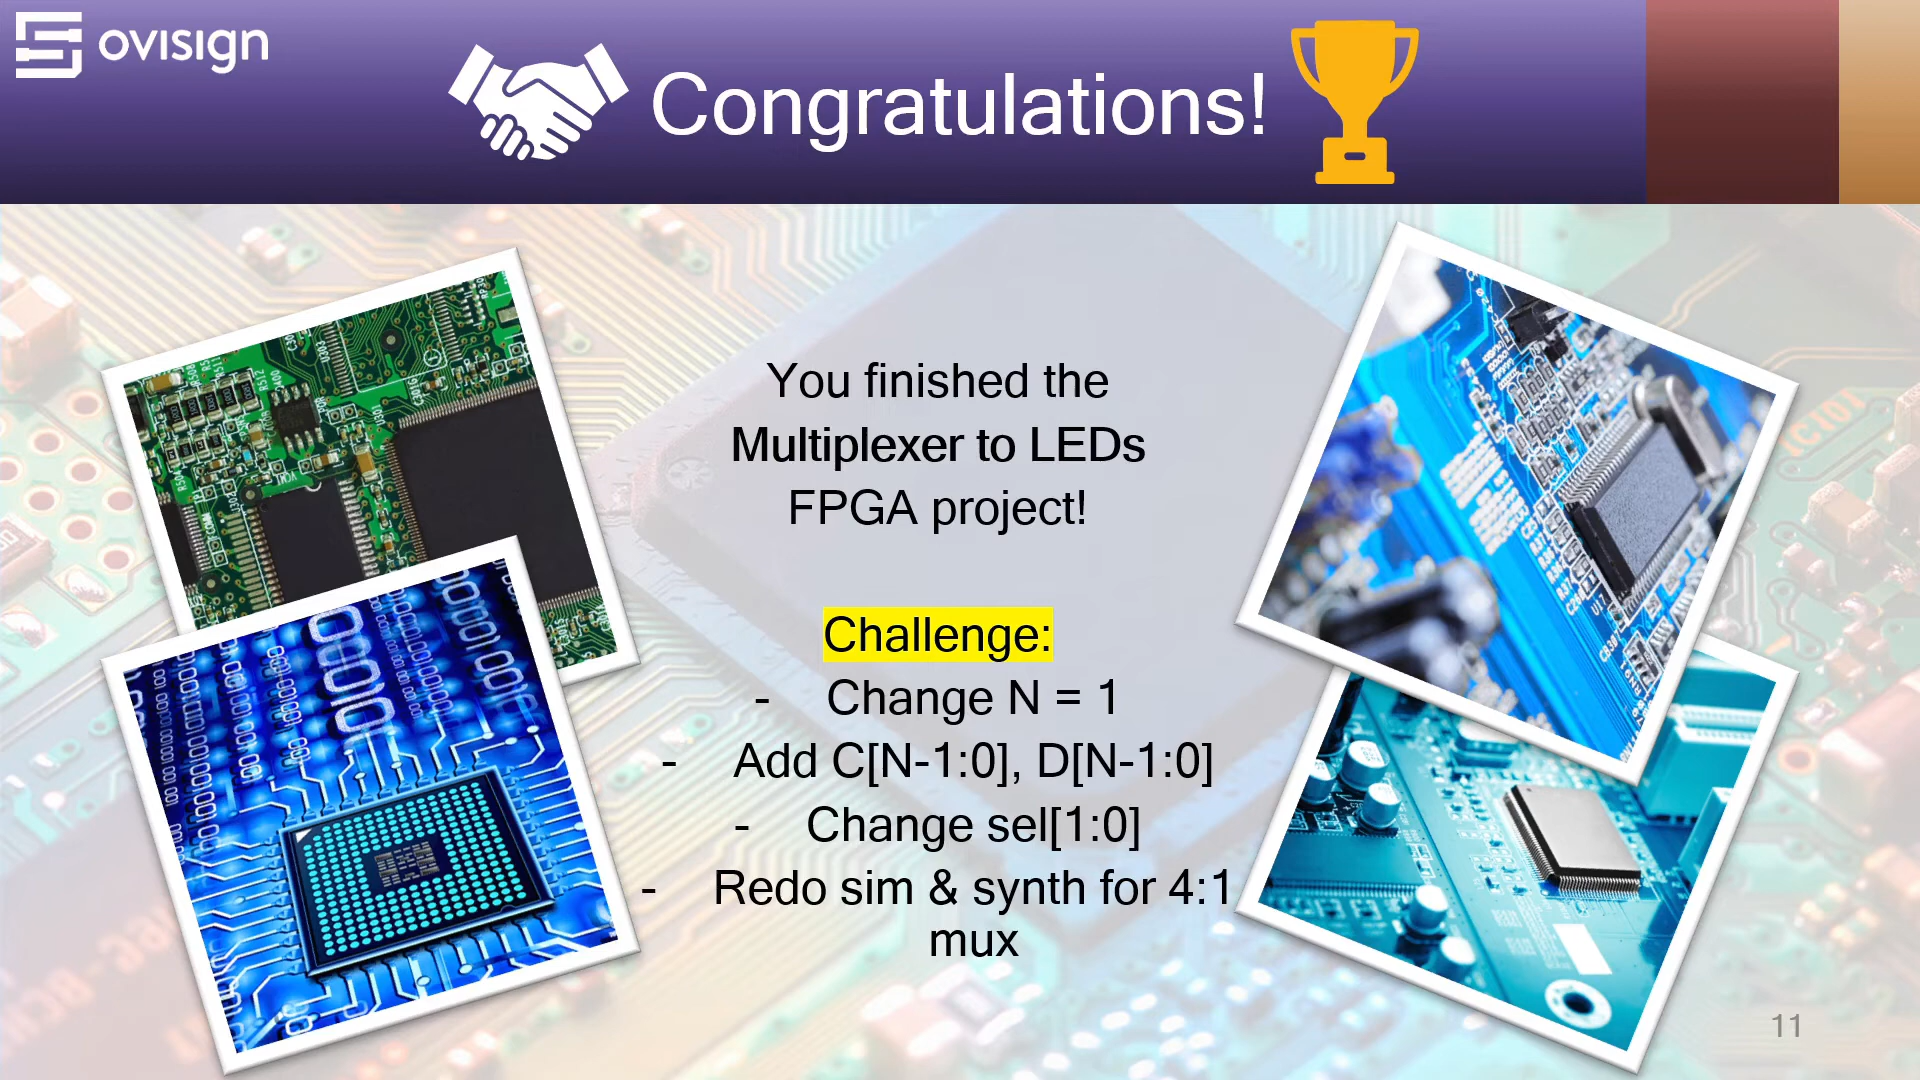 ovisign
Congratulations!
You finished the
Multiplexer to LEDs
FPGA project!
Challenge:
- Change N = 1
- Add C[N-1:0], D[N-1:0]
- Change sel[1:0]
- Redo sim & synth for 4:1
mux
11